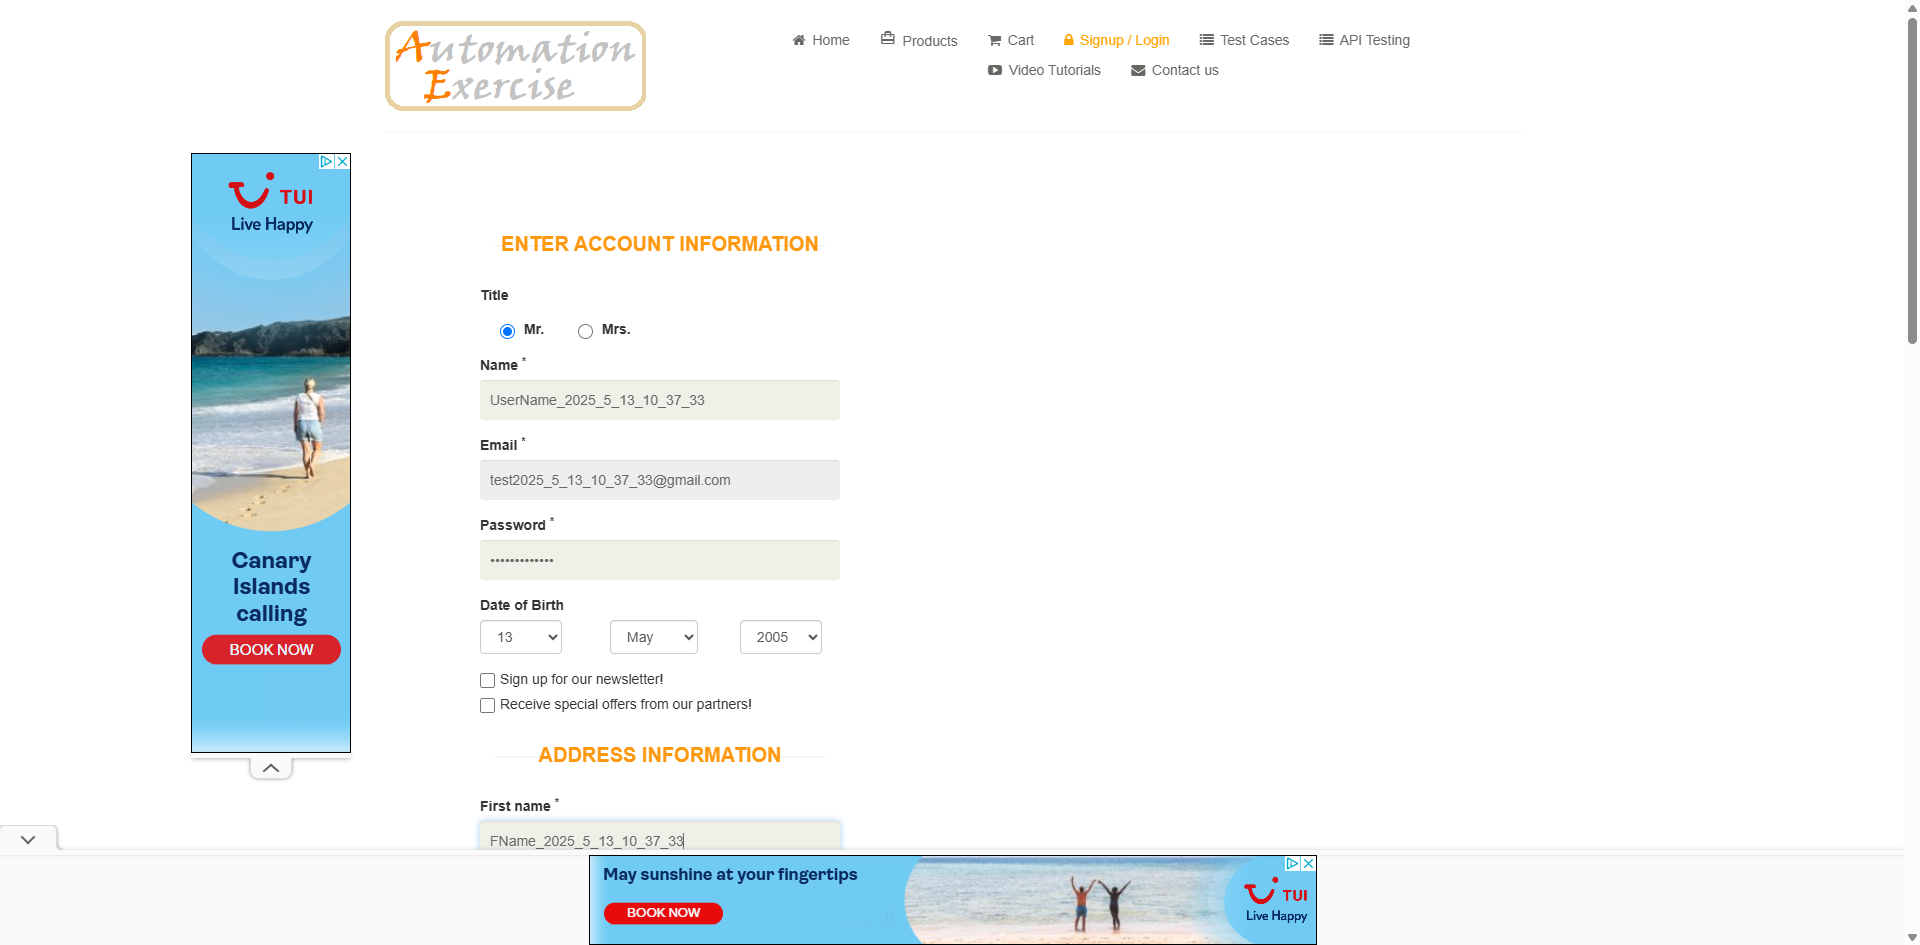 Automation
Exercise
Home
Products
Cart
Signup / Login
Test Cases
API Testing
Video Tutorials
Contact us
TUI
Live Happy
Canary
Islands
calling
BOOK NOW
ENTER ACCOUNT INFORMATION
Title
Mr.
Mrs.
Name *
UserName_2025_5_13_10_37_33
Email *
test2025_5_13_10_37_33@gmail.com
Password *
•••••••••••••
Date of Birth
13
May
2005
Sign up for our newsletter!
Receive special offers from our partners!
ADDRESS INFORMATION
First name *
FName_2025_5_13_10_37_33
May sunshine at your fingertips
BOOK NOW
TUI
Live Happy